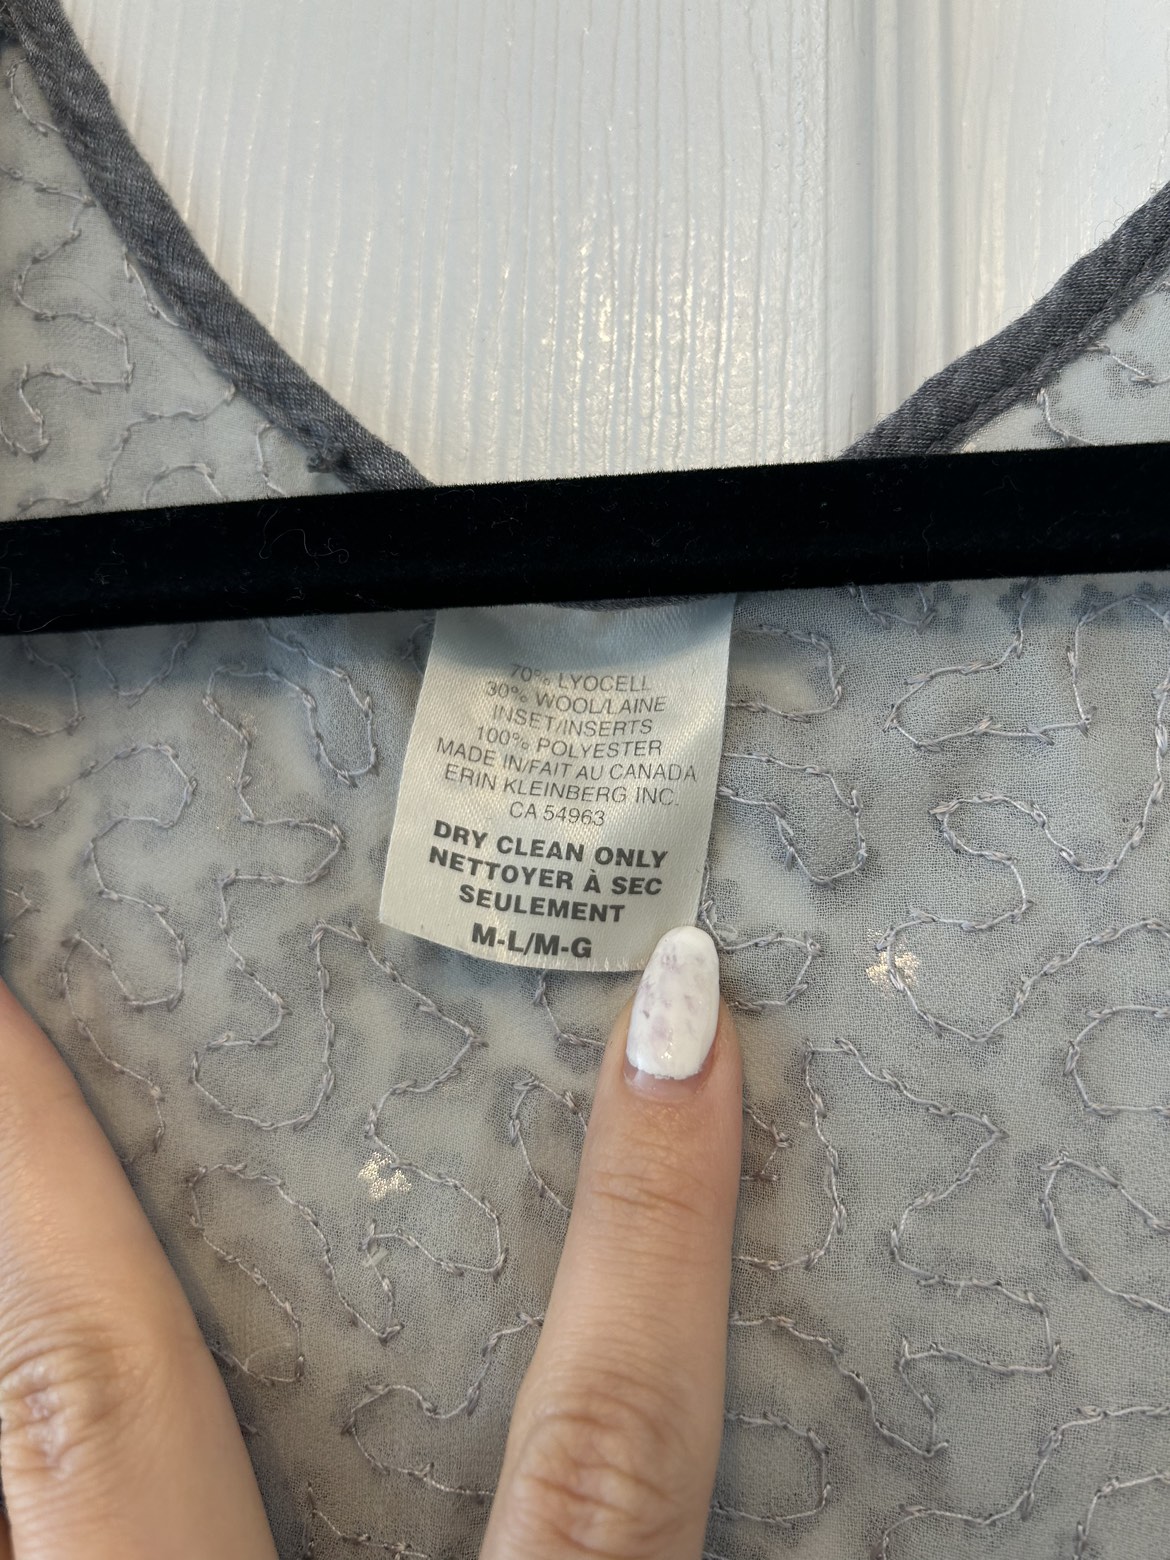 70% LYOCELL
30% WOOL/LAINE
INSET/INSERTS
100% POLYESTER
MADE IN/FAIT AU CANADA
ERIN KLEINBERG INC.
CA 54963
DRY CLEAN ONLY
NETTOYER À SEC
SEULEMENT
M-L/M-G